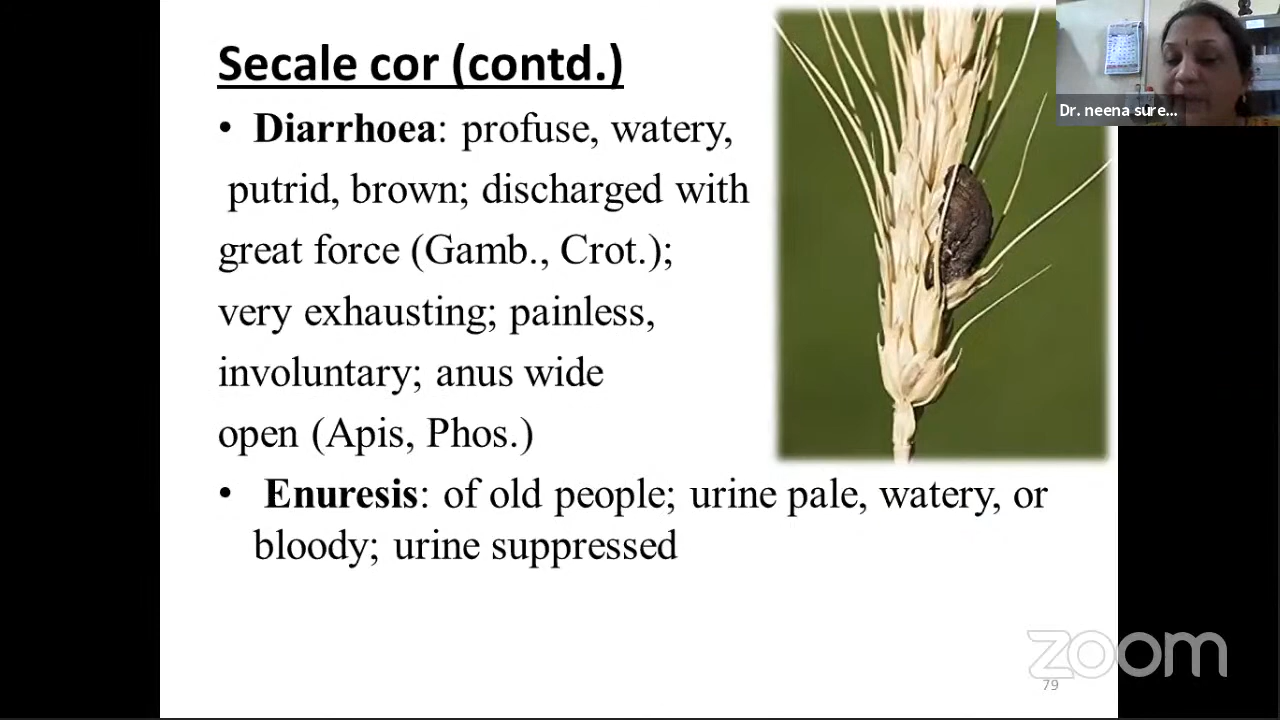 Secale cor (contd.)
• Diarrhoea: profuse, watery,
putrid, brown; discharged with
great force (Gamb., Crot.);
very exhausting; painless,
involuntary; anus wide
open (Apis, Phos.)
• Enuresis: of old people; urine pale, watery, or
bloody; urine suppressed
Dr. neena sure...
zoom
79